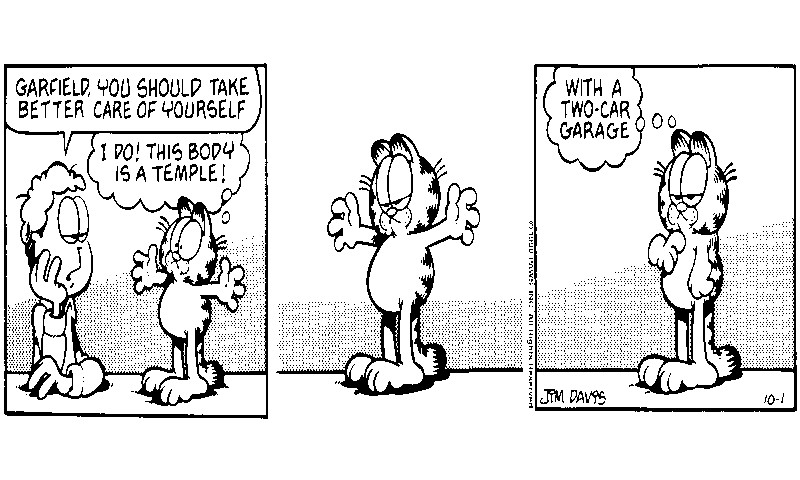 GARFIELD, YOU SHOULD TAKE
BETTER CARE OF YOURSELF
I DO! THIS BODY
IS A TEMPLE!
WITH A
TWO-CAR
GARAGE
JIM DAVIS
10-1